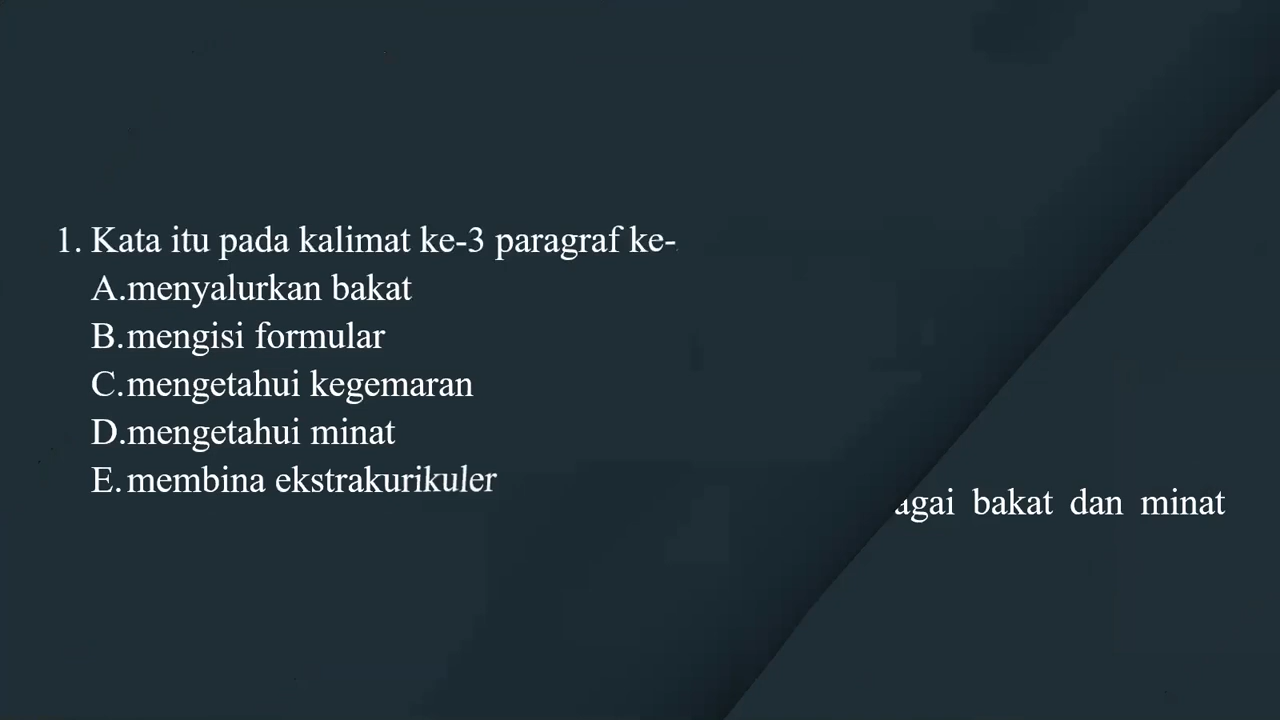 1. Kata itu pada kalimat ke-3 paragraf ke-
A.menyalurkan bakat
B.mengisi formular
C.mengetahui kegemaran
D.mengetahui minat
E.membina ekstrakurikuler
bakat dan minat